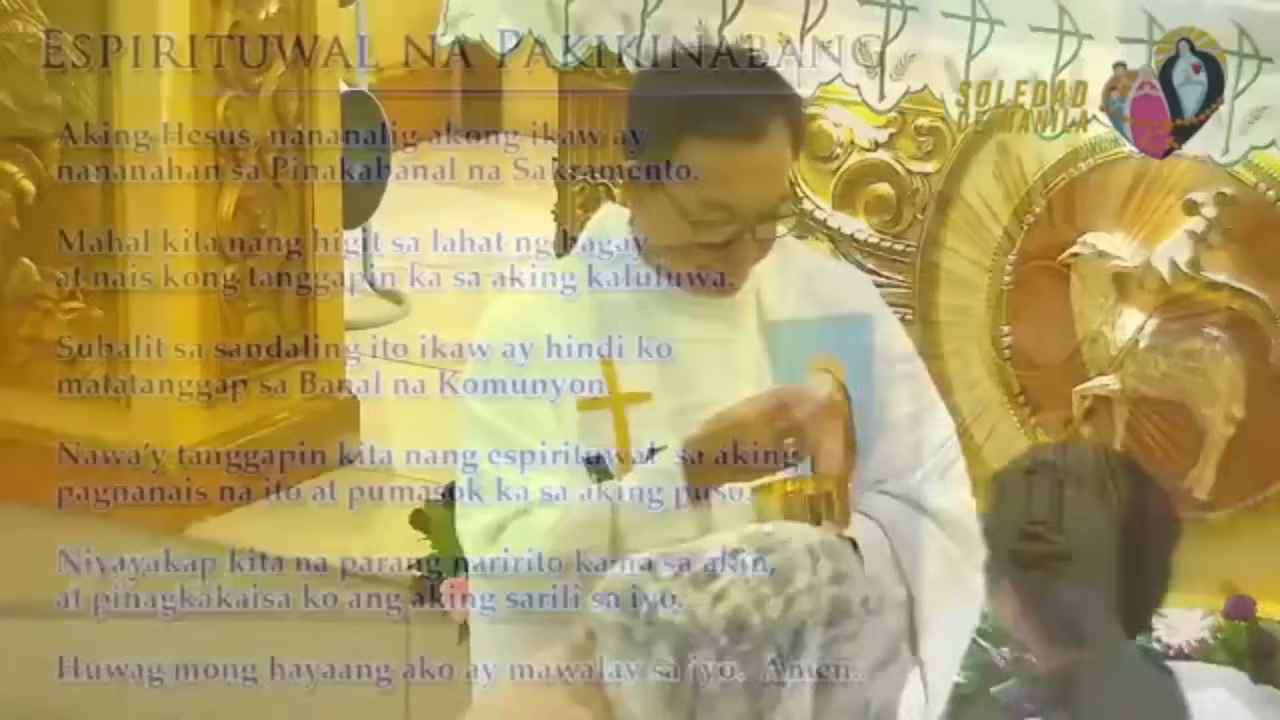 ESPIRITUWAL NA PAKIKINABANG
SOLEDAD
DE MANILA
Aking Hesus, nananalig akong ikaw ay
nananahan sa Pinakabanal na Sakramento.
Mahal kita nang higit sa lahat ng bagay
at nais kong tanggapin ka sa aking kaluluwa.
Subalit sa sandaling ito ikaw ay hindi ko
matatanggap sa Banal na Komunyon.
Nawa'y tanggapin kita nang espirituwal sa aking
pagnanais na ito at pumasok ka sa aking puso.
Niyayakap kita na parang naririto ka na sa akin,
at pinagkakaisa ko ang aking sarili sa iyo.
Huwag mong hayaang ako ay mawalay sa iyo. Amen.